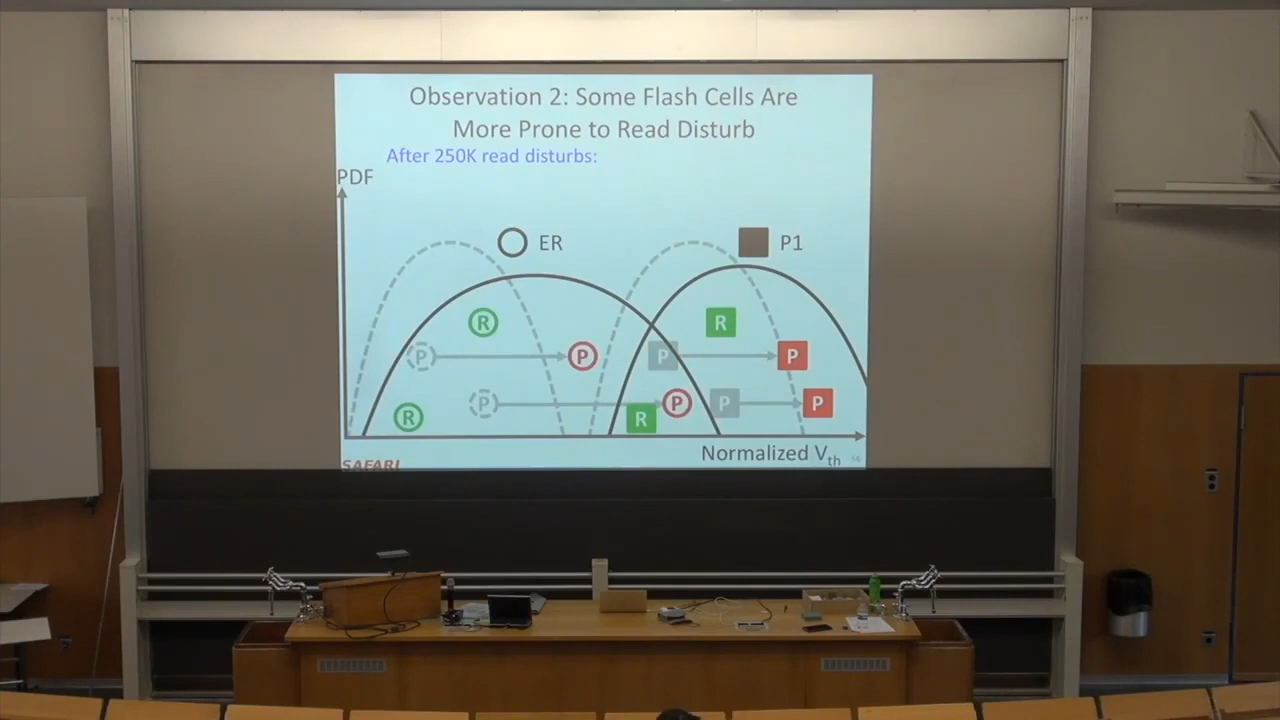 Observation 2: Some Flash Cells Are
More Prone to Read Disturb
After 250K read disturbs:
PDF
ER
P1
R
R
P
P
P
P
P
P
R
P
R
P
P
Normalized Vth
SAFARI
56